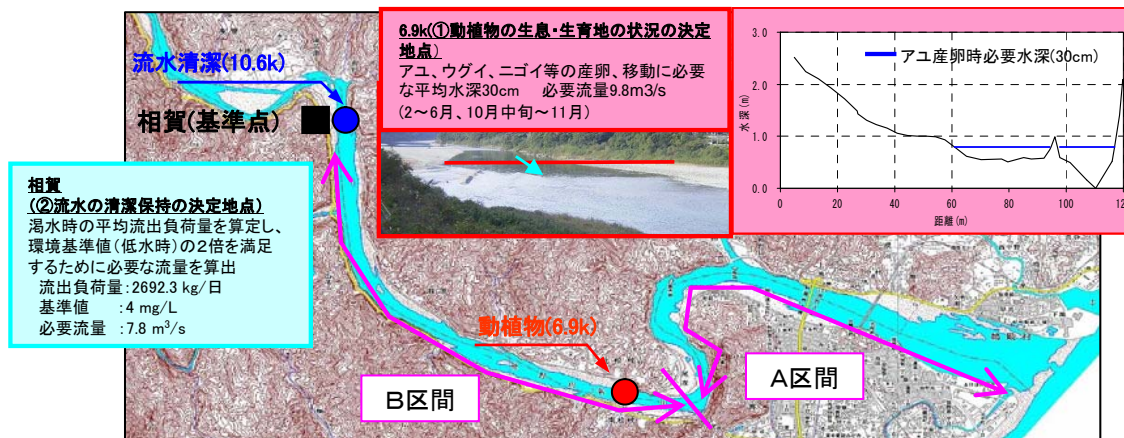 流水清潔(10.6k)
相賀(基準点)
相賀
(②流水の清潔保持の決定地点)
渇水時の平均流出負荷量を算定し、
環境基準値(低水時)の2倍を満足
するために必要な流量を算出
流出負荷量:2692.3 kg/日
基準値 :4 mg/L
必要流量 :7.8 m³/s
6.9k(①動植物の生息・生育地の状況の決定
地点)
アユ、ウグイ、ニゴイ等の産卵、移動に必要
な平均水深30cm 必要流量9.8m3/s
(2~6月、10月中旬~11月)
アユ産卵時必要水深(30cm)
水深(m)
3.0
2.0
1.0
0.0
0 20 40 60 80 100 120
距離(m)
動植物(6.9k)
B区間
A区間